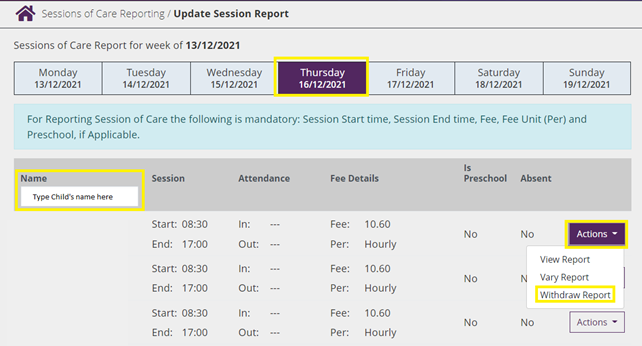 Sessions of Care Reporting / Update Session Report
Sessions of Care Report for week of 13/12/2021
Monday Tuesday Wednesday Thursday Friday Saturday Sunday
13/12/2021 14/12/2021 15/12/2021 16/12/2021 17/12/2021 18/12/2021 19/12/2021
For Reporting Session of Care the following is mandatory: Session Start time, Session End time, Fee, Fee Unit (Per) and
Preschool, if Applicable.
Name Session Attendance Fee Details Is Preschool Absent
Type Child's name here
Start: 08:30 In: --- Fee: 10.60
No No Actions
End: 17:00 Out: --- Per: Hourly
View Report
Vary Report
Withdraw Report
Start: 08:30 In: --- Fee: 10.60
No
End: 17:00 Out: --- Per: Hourly
Start: 08:30 In: --- Fee: 10.60
No No Actions
End: 17:00 Out: --- Per: Hourly